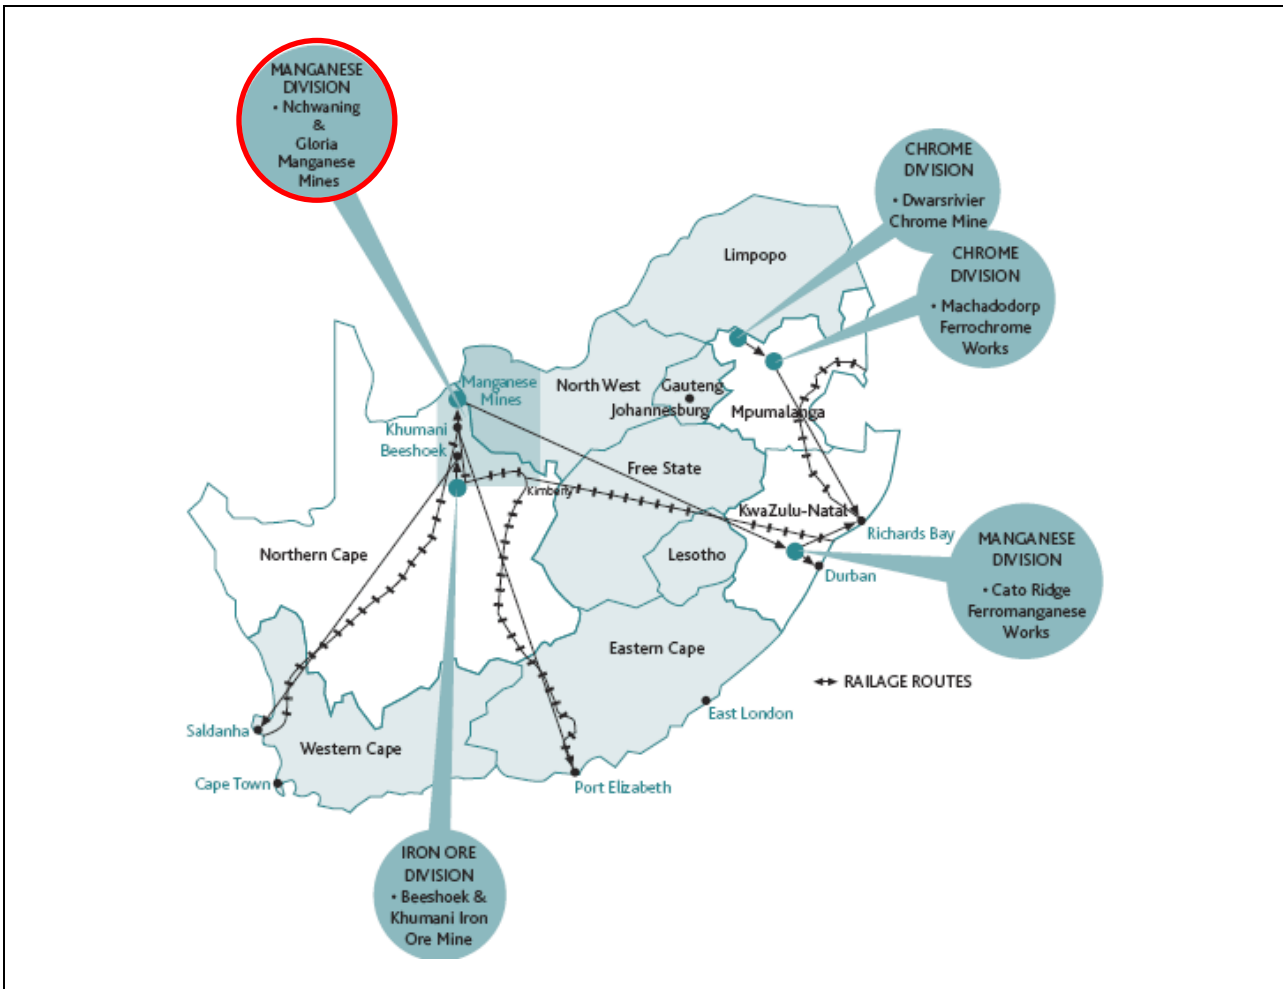 MANGANESE
DIVISION
• Nchwaning
&
Gloria
Manganese
Mines
CHROME
DIVISION
• Dwarsrivier
Chrome Mine
CHROME
DIVISION
• Machadodorp
Ferrochrome
Works
Limpopo
Manganese
Mines
North West
Gauteng
Johannesburg
Mpumalanga
Khumani
Beeshoek
Free State
Kimberly
KwaZulu-Natal
Richards Bay
Northern Cape
Lesotho
Durban
MANGANESE
DIVISION
• Cato Ridge
Ferromanganese
Works
Eastern Cape
RAILAGE ROUTES
East London
Saldanha
Western Cape
Cape Town
Port Elizabeth
IRON ORE
DIVISION
• Beeshoek &
Khumani Iron
Ore Mine